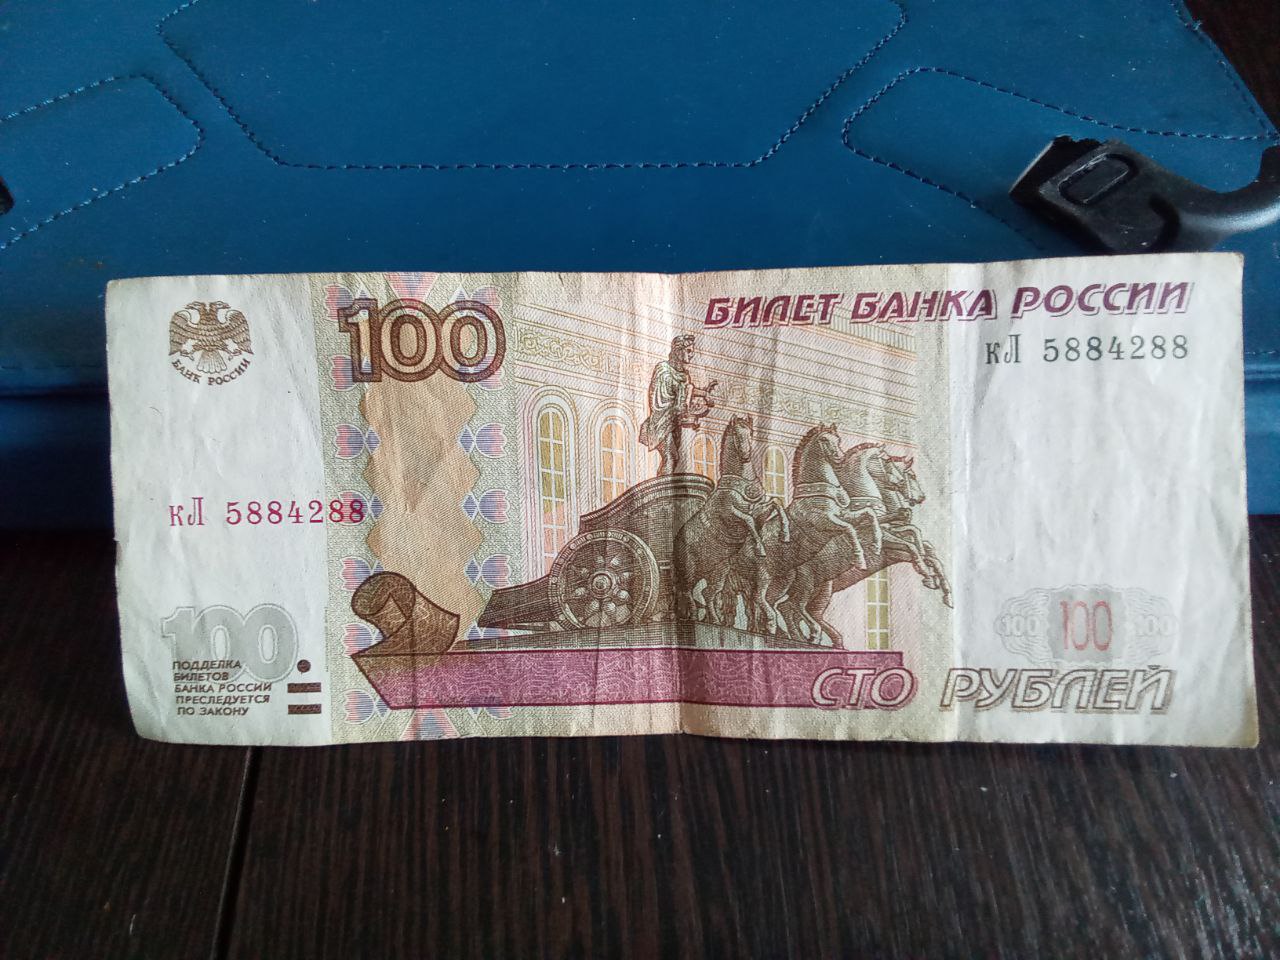 100
БИЛЕТ БАНКА РОССИИ
кЛ 5884288
БАНК РОССИИ
кЛ 5884288
100
ПОДДЕЛКА
БИЛЕТОВ
БАНКА РОССИИ
ПРЕСЛЕДУЕТСЯ
ПО ЗАКОНУ
100 100 100
СТО РУБЛЕЙ